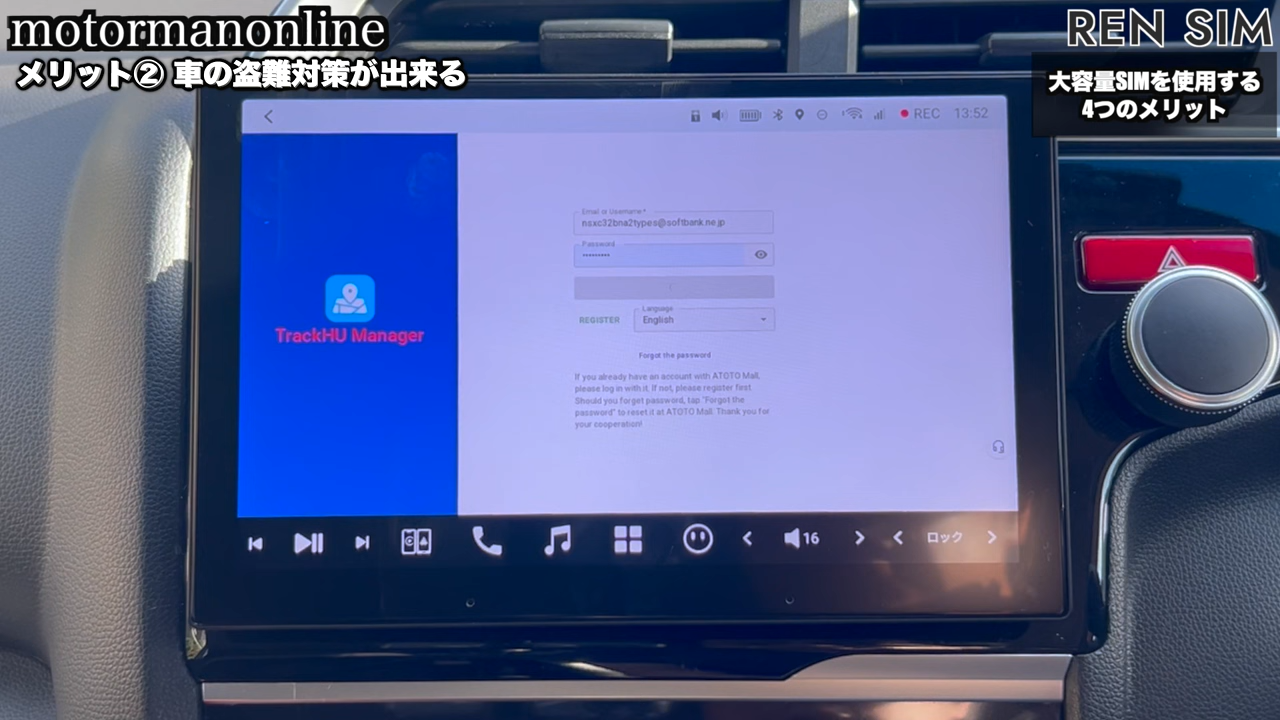 motormanonline
メリット② 車の盗難対策が出来る
REN SIM
大容量SIMを使用する
4つのメリット
REC 13:52
Email or Username*
nsxc32bna2types@softbank.ne.jp
Password
TrackHU Manager
REGISTER
Language
English
Forgot the password
If you already have an account with ATOTO Mall,
please log in with it. If not, please register first.
Should you forget password, tap "Forgot the
password" to reset it at ATOTO Mall. Thank you for
your cooperation!
16
ロック